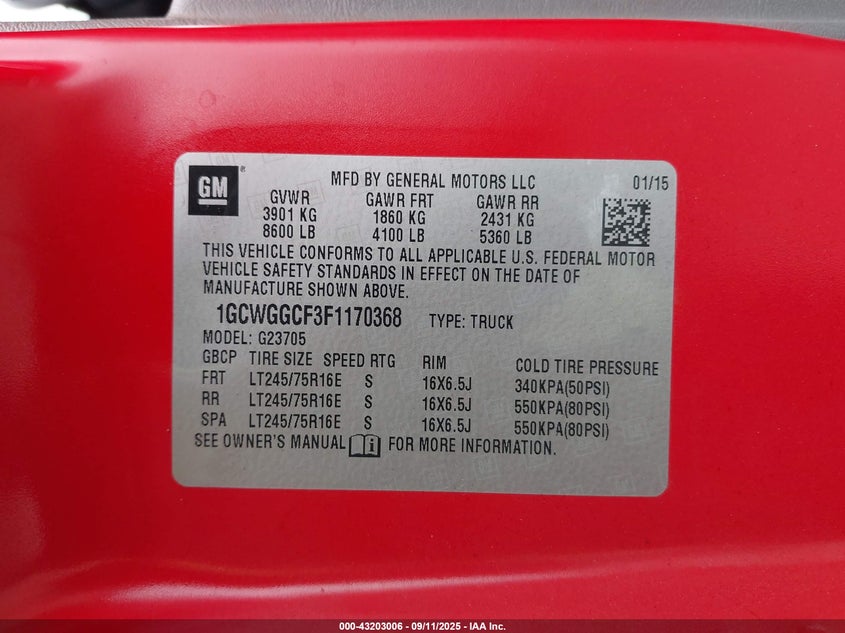 GM
MFD BY GENERAL MOTORS LLC 01/15
GVWR GAWR FRT GAWR RR
3901 KG 1860 KG 2431 KG
8600 LB 4100 LB 5360 LB
THIS VEHICLE CONFORMS TO ALL APPLICABLE U.S. FEDERAL MOTOR
VEHICLE SAFETY STANDARDS IN EFFECT ON THE DATE OF
MANUFACTURE SHOWN ABOVE.
1GCWGGCF3F1170368 TYPE: TRUCK
MODEL: G23705
GBCP TIRE SIZE SPEED RTG RIM COLD TIRE PRESSURE
FRT LT245/75R16E S 16X6.5J 340KPA(50PSI)
RR LT245/75R16E S 16X6.5J 550KPA(80PSI)
SPA LT245/75R16E S 16X6.5J 550KPA(80PSI)
SEE OWNER'S MANUAL FOR MORE INFORMATION.
000-43203006 - 09/11/2025 - IAA Inc.